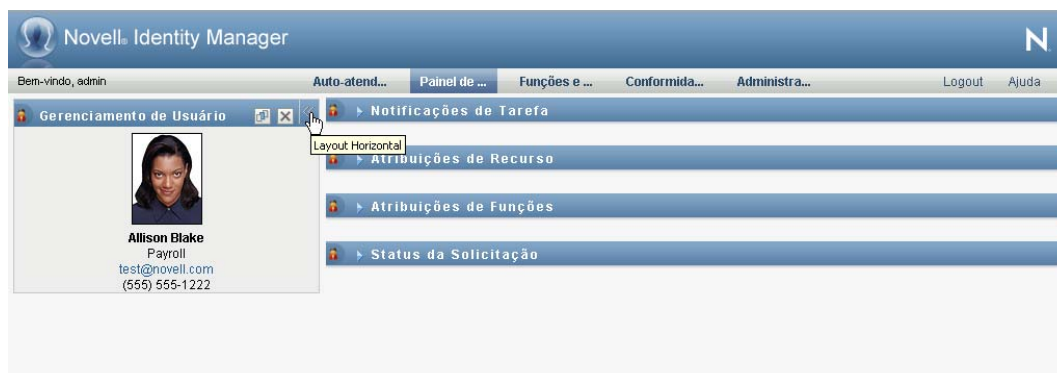 Novell® Identity Manager
N
Bem-vindo, admin Auto-atend... Painel de ... Funções e ... Conformida... Administra... Logout Ajuda
Gerenciamento de Usuário
Notificações de Tarefa
Layout Horizontal
Atribuições de Recurso
Atribuições de Funções
Status da Solicitação
Allison Blake
Payroll
test@novell.com
(555) 555-1222